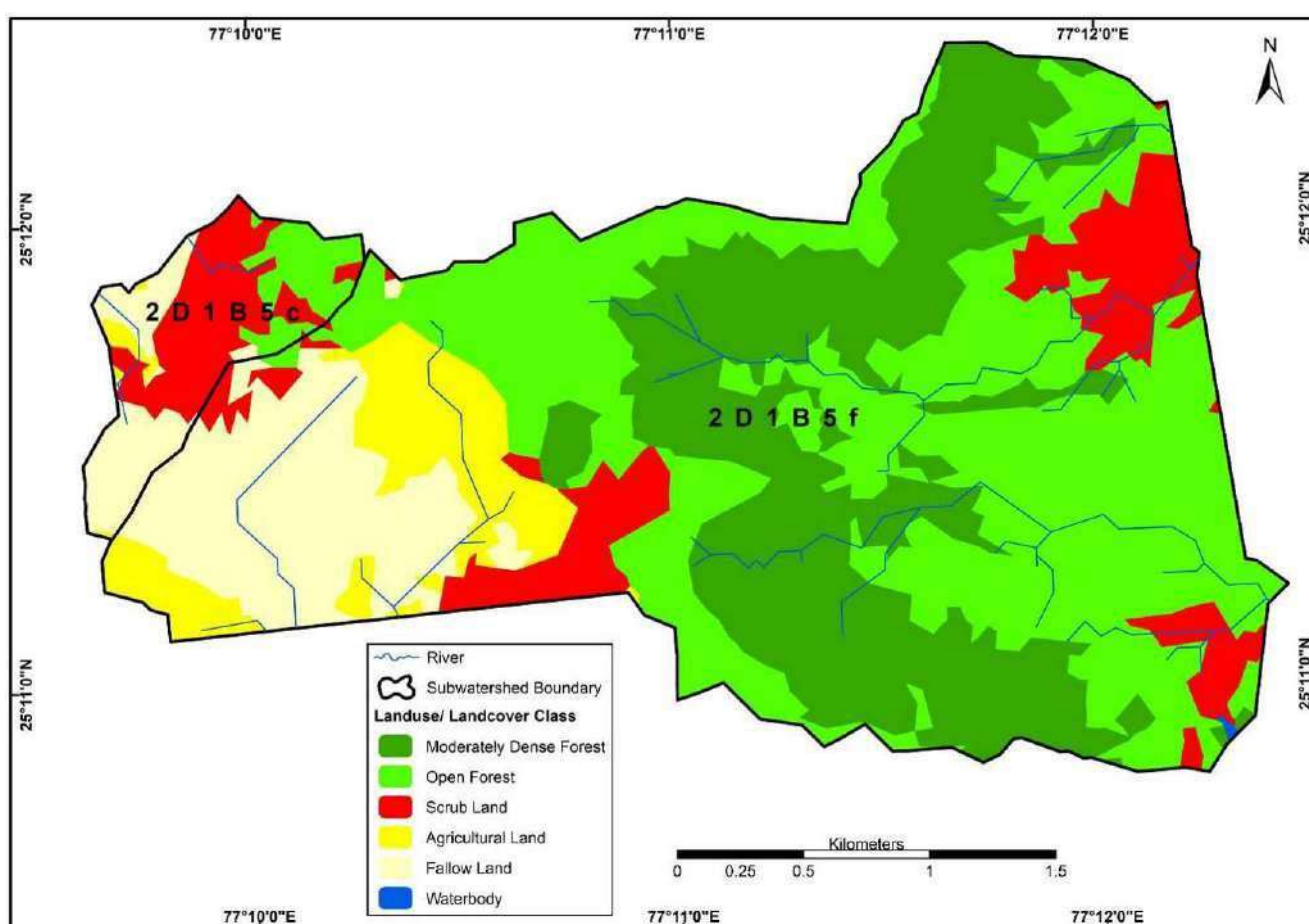 77°10'0"E 77°11'0"E 77°12'0"E
N
25°12'0"N 25°12'0"N
2 D 1 B 5 c
2 D 1 B 5 f
25°11'0"N 25°11'0"N
River
Subwatershed Boundary
Landuse/ Landcover Class
Moderately Dense Forest
Open Forest
Scrub Land
Agricultural Land
Fallow Land
Waterbody
Kilometers
0 0.25 0.5 1 1.5
77°10'0"E 77°11'0"E 77°12'0"E